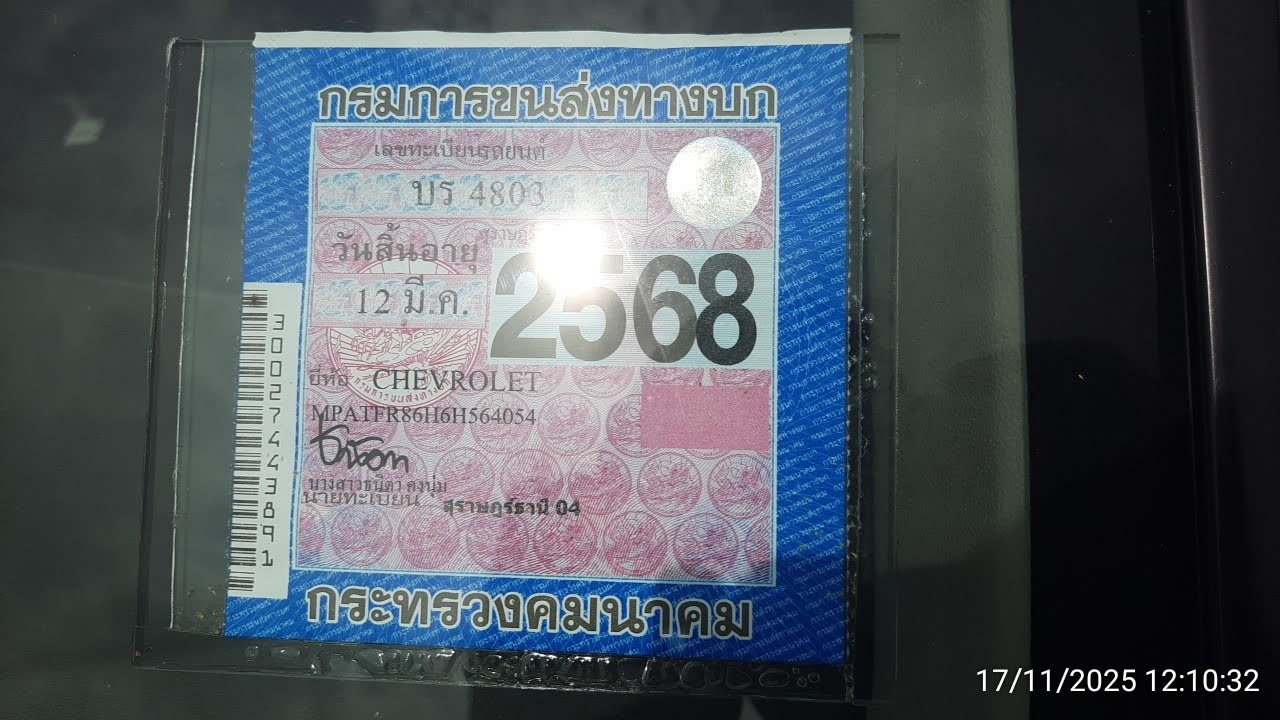 กรมการขนส่งทางบก
เลขทะเบียนรถยนต์
บร 4803
วันสิ้นอายุ
2568
12 มี.ค.
ยี่ห้อ CHEVROLET
MPATFR86H6H564054
นางสาวธนิดา คงปุ่ม
นายทะเบียน สุราษฎร์ธานี 04
กระทรวงคมนาคม
30027443891
17/11/2025 12:10:32